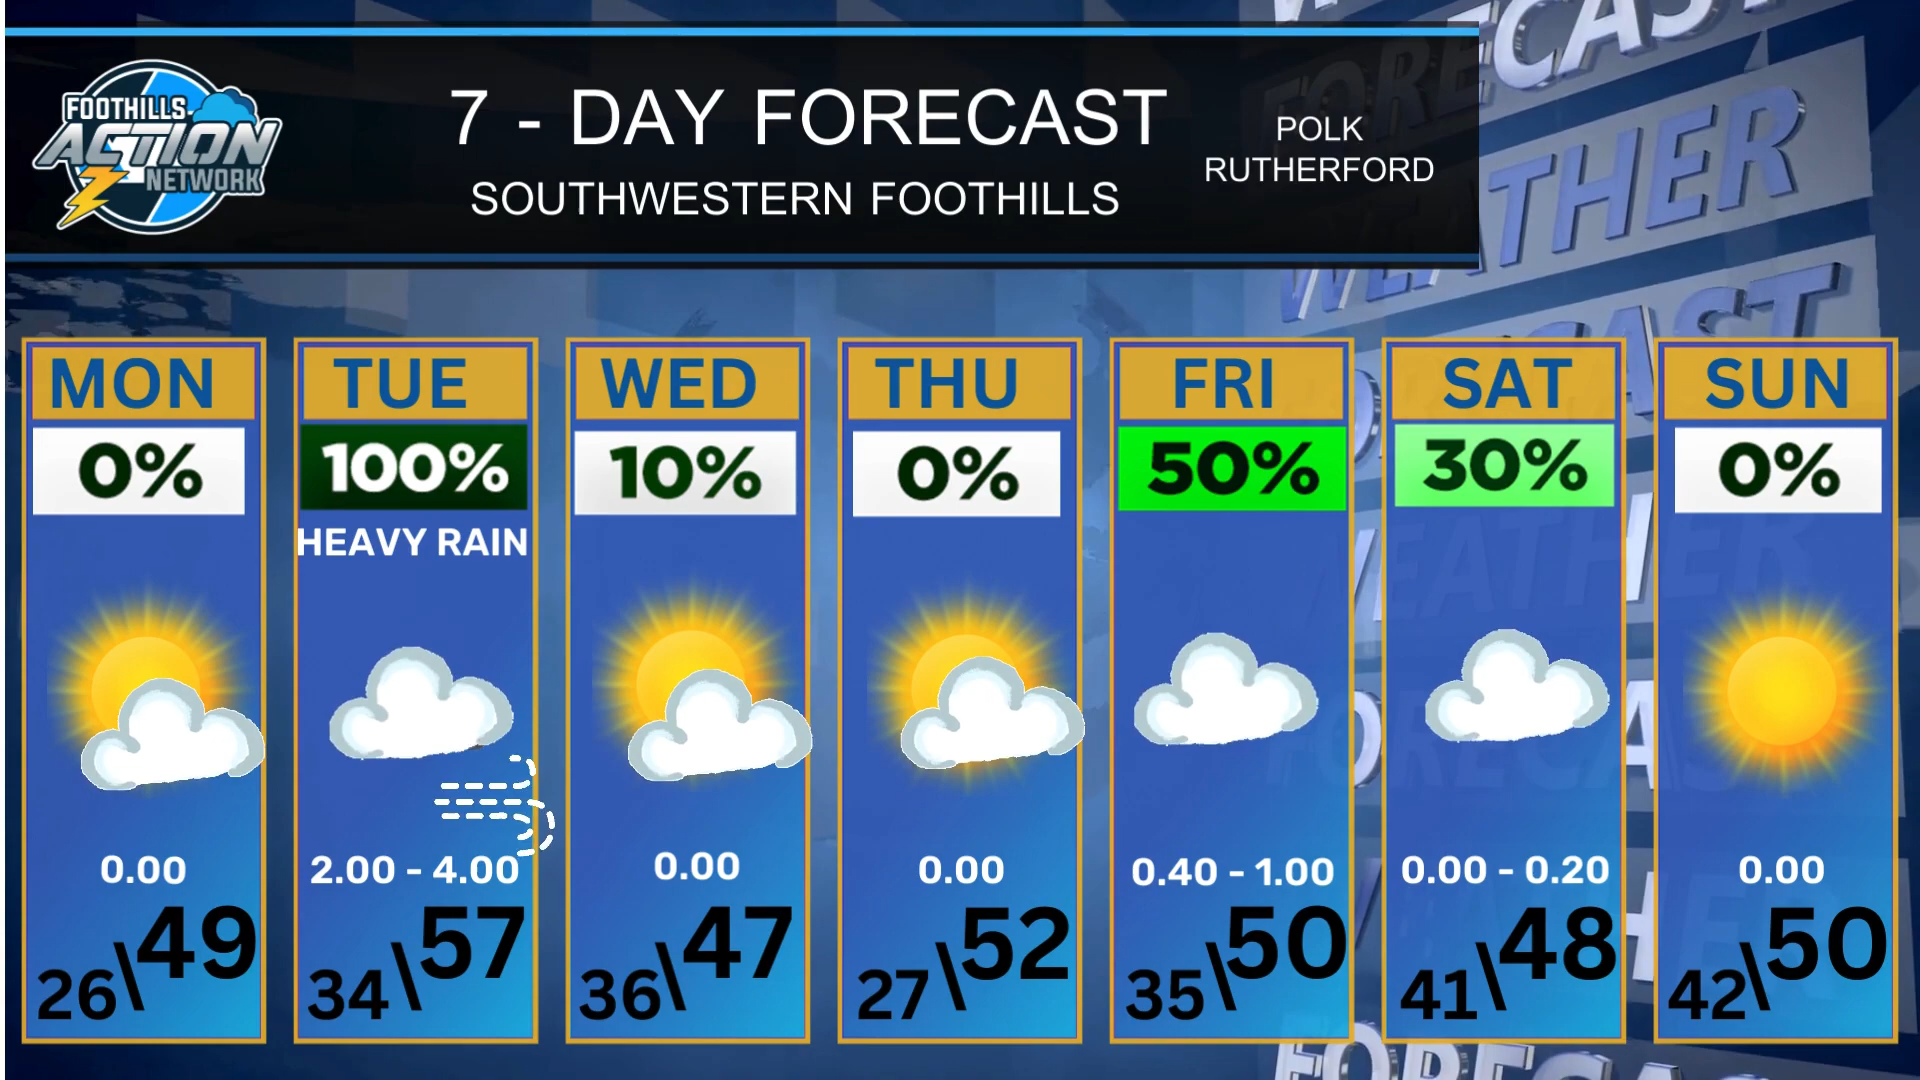 FOOTHILLS
ACTION
NETWORK
7 - DAY FORECAST
SOUTHWESTERN FOOTHILLS
POLK
RUTHERFORD
FORECAST
WEATHER
MON
0%
0.00
26\49
TUE
100%
HEAVY RAIN
2.00 - 4.00
34\57
WED
10%
0.00
36\47
THU
0%
0.00
27\52
FRI
50%
0.40 - 1.00
35\50
SAT
30%
0.00 - 0.20
41\48
SUN
0%
0.00
42\50